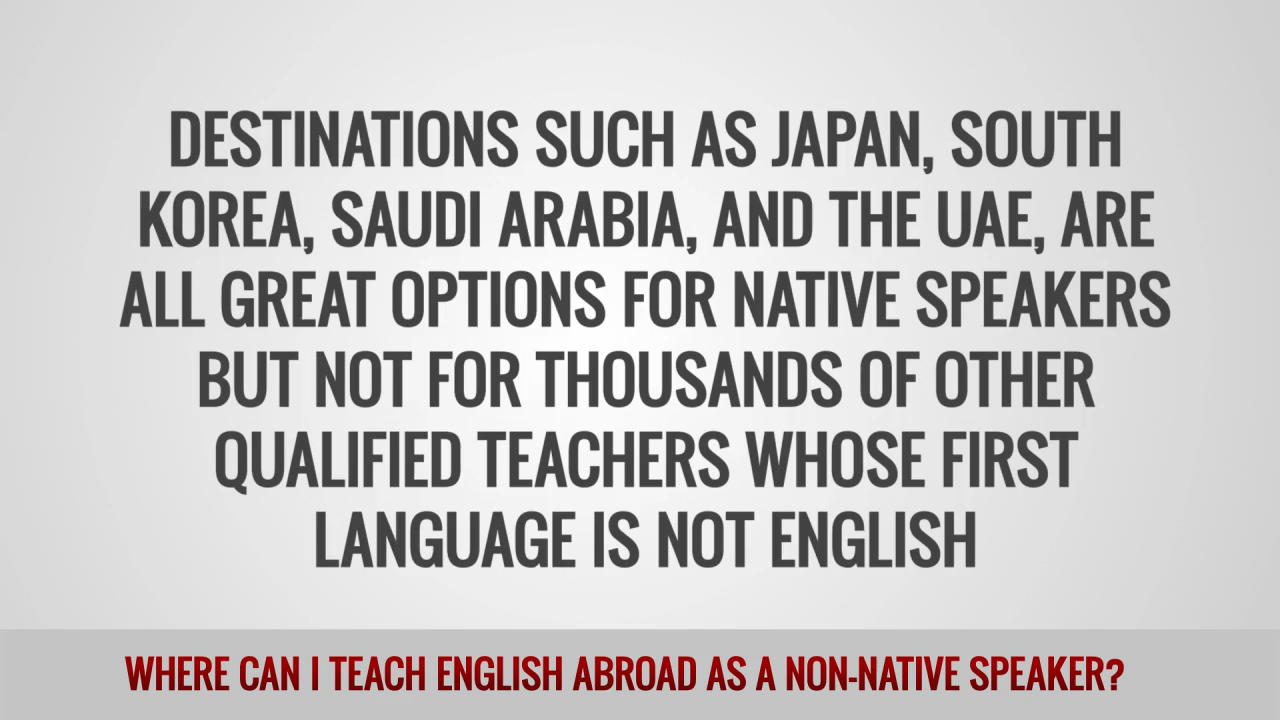 DESTINATIONS SUCH AS JAPAN, SOUTH
KOREA, SAUDI ARABIA, AND THE UAE, ARE
ALL GREAT OPTIONS FOR NATIVE SPEAKERS
BUT NOT FOR THOUSANDS OF OTHER
QUALIFIED TEACHERS WHOSE FIRST
LANGUAGE IS NOT ENGLISH
WHERE CAN I TEACH ENGLISH ABROAD AS A NON-NATIVE SPEAKER?